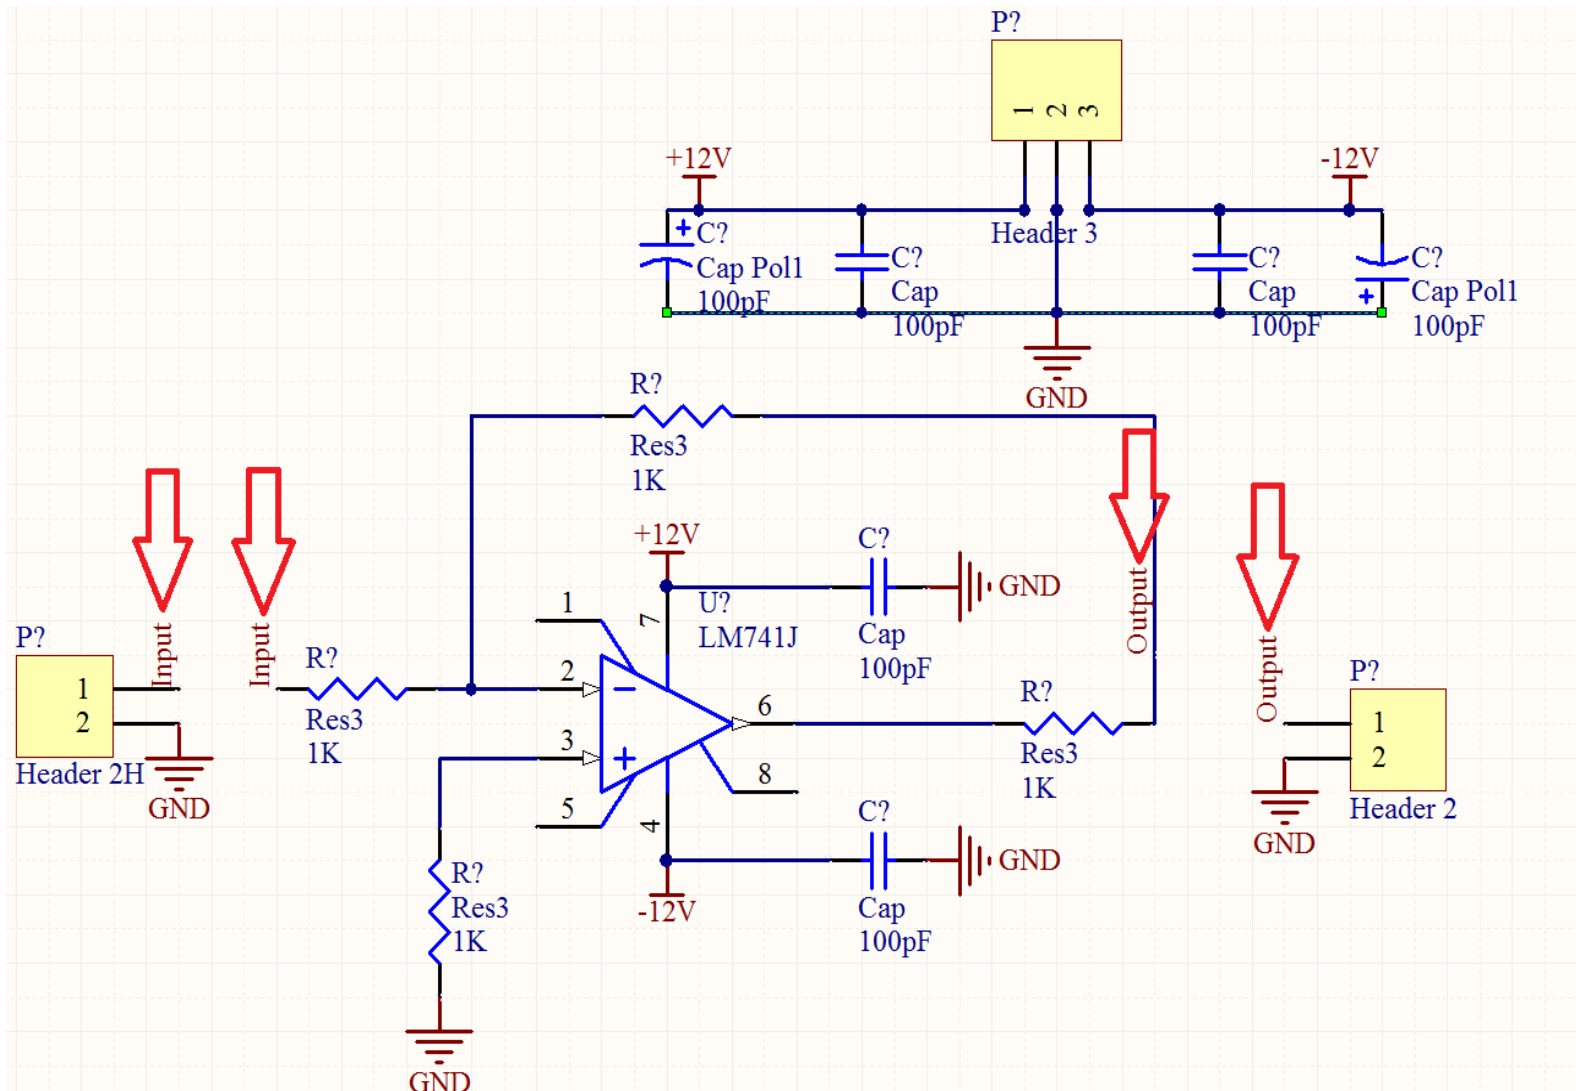 P?
1
2
3
Header 3
+12V
-12V
C?
Cap Pol1
100pF
C?
Cap
100pF
C?
Cap
100pF
C?
Cap Pol1
100pF
GND
R?
Res3
1K
+12V
C?
Cap
100pF
GND
Output
Output
Input
Input
P?
1
2
Header 2H
GND
R?
Res3
1K
1
2
3
5
7
4
6
8
U?
LM741J
R?
Res3
1K
P?
1
2
Header 2
GND
-12V
C?
Cap
100pF
GND
R?
Res3
1K
GND